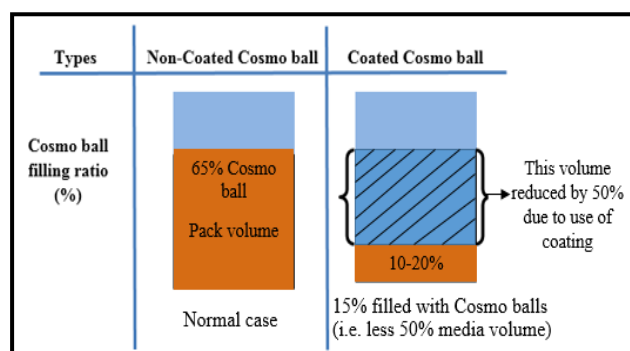 Types
Non-Coated Cosmo ball
Coated Cosmo ball
Cosmo ball
filling ratio
(%)
65% Cosmo
ball
Pack volume
Normal case
10-20%
15% filled with Cosmo balls
(i.e. less 50% media volume)
This volume
reduced by 50%
due to use of
coating